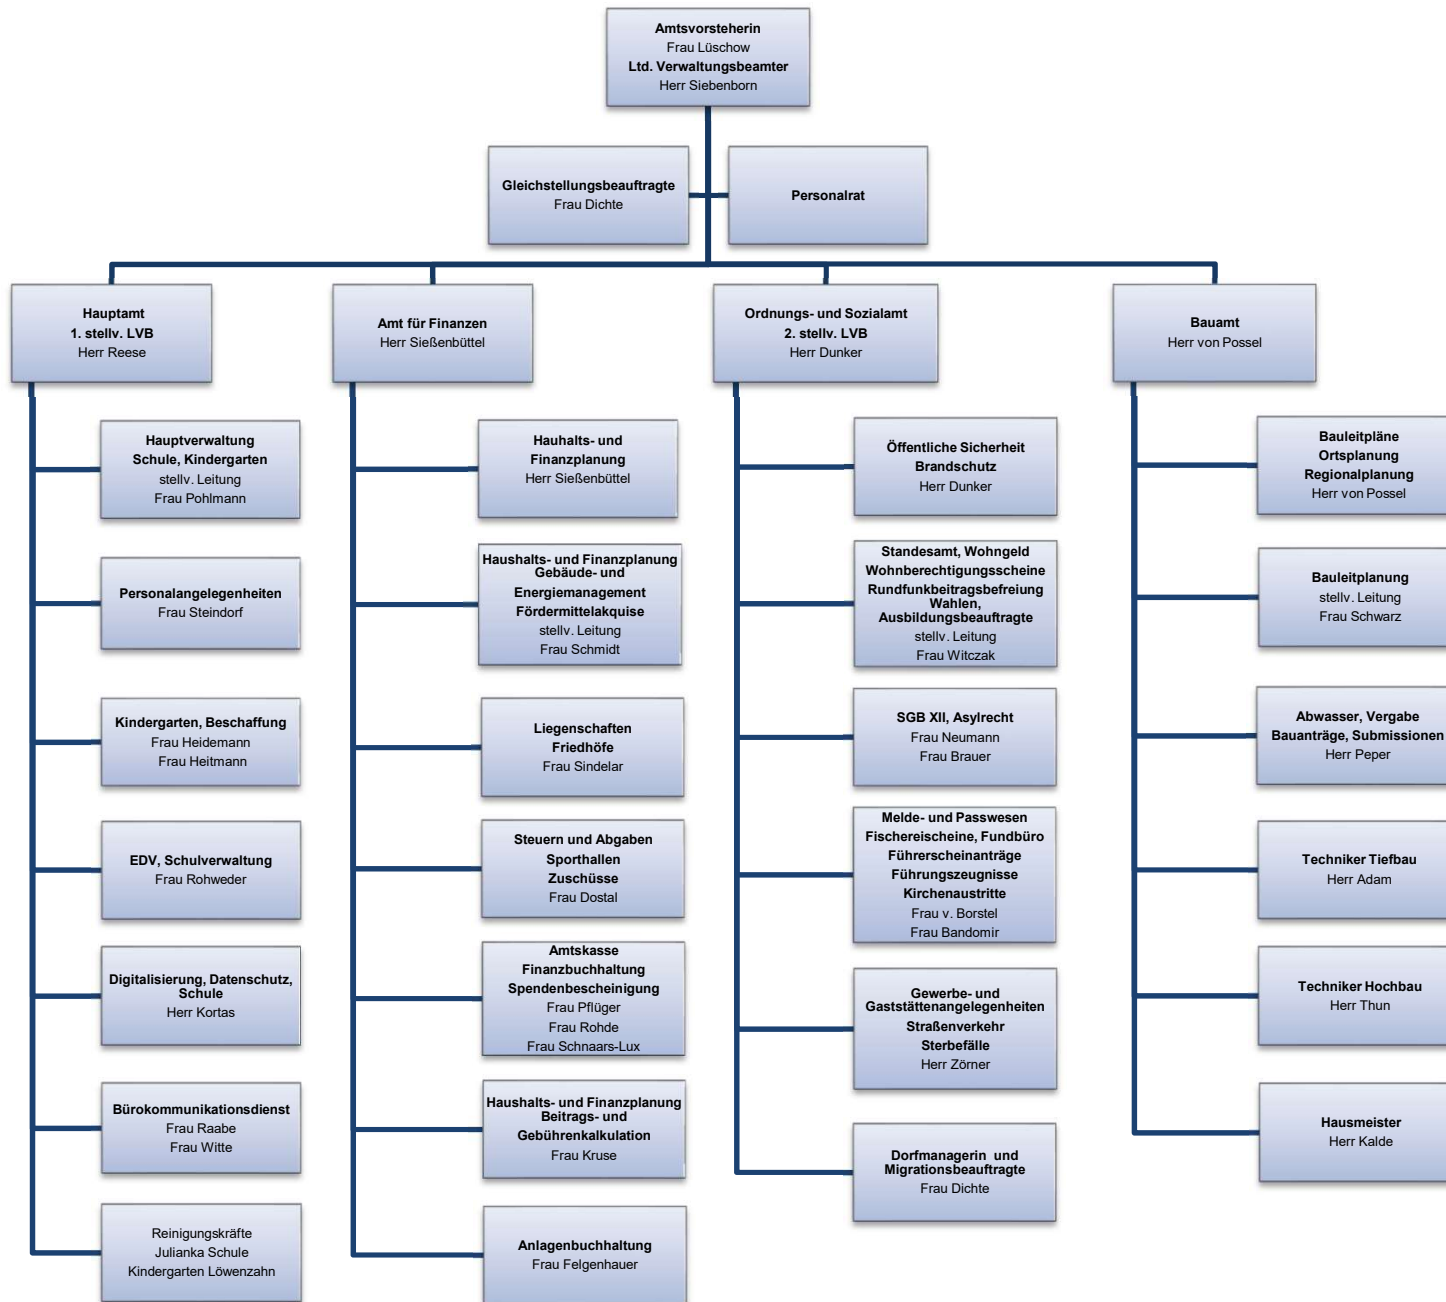 Amtsvorsteherin
Frau Lüschow
Ltd. Verwaltungsbeamter
Herr Siebenborn
Gleichstellungsbeauftragte
Frau Dichte
Personalrat
Hauptamt
1. stellv. LVB
Herr Reese
Amt für Finanzen
Herr Sießenbüttel
Ordnungs- und Sozialamt
2. stellv. LVB
Herr Dunker
Bauamt
Herr von Possel
Hauptverwaltung
Schule, Kindergarten
stellv. Leitung
Frau Pohlmann
Personalangelegenheiten
Frau Steindorf
Kindergarten, Beschaffung
Frau Heidemann
Frau Heitmann
EDV, Schulverwaltung
Frau Rohweder
Digitalisierung, Datenschutz,
Schule
Herr Kortas
Bürokommunikationsdienst
Frau Raabe
Frau Witte
Reinigungskräfte
Julianka Schule
Kindergarten Löwenzahn
Hauhalts- und
Finanzplanung
Herr Sießenbüttel
Haushalts- und Finanzplanung
Gebäude- und
Energiemanagement
Fördermittelakquise
stellv. Leitung
Frau Schmidt
Liegenschaften
Friedhöfe
Frau Sindelar
Steuern und Abgaben
Sporthallen
Zuschüsse
Frau Dostal
Amtskasse
Finanzbuchhaltung
Spendenbescheinigung
Frau Pflüger
Frau Rohde
Frau Schnaars-Lux
Haushalts- und Finanzplanung
Beitrags- und
Gebührenkalkulation
Frau Kruse
Anlagenbuchhaltung
Frau Felgenhauer
Öffentliche Sicherheit
Brandschutz
Herr Dunker
Standesamt, Wohngeld
Wohnberechtigungsscheine
Rundfunkbeitragsbefreiung
Wahlen,
Ausbildungsbeauftragte
stellv. Leitung
Frau Witczak
SGB XII, Asylrecht
Frau Neumann
Frau Brauer
Melde- und Passwesen
Fischereischeine, Fundbüro
Führerscheinanträge
Führungszeugnisse
Kirchenaustritte
Frau v. Borstel
Frau Bandomir
Gewerbe- und
Gaststättenangelegenheiten
Straßenverkehr
Sterbefälle
Herr Zörner
Dorfmanagerin und
Migrationsbeauftragte
Frau Dichte
Bauleitpläne
Ortsplanung
Regionalplanung
Herr von Possel
Bauleitplanung
stellv. Leitung
Frau Schwarz
Abwasser, Vergabe
Bauanträge, Submissionen
Herr Peper
Techniker Tiefbau
Herr Adam
Techniker Hochbau
Herr Thun
Hausmeister
Herr Kalde